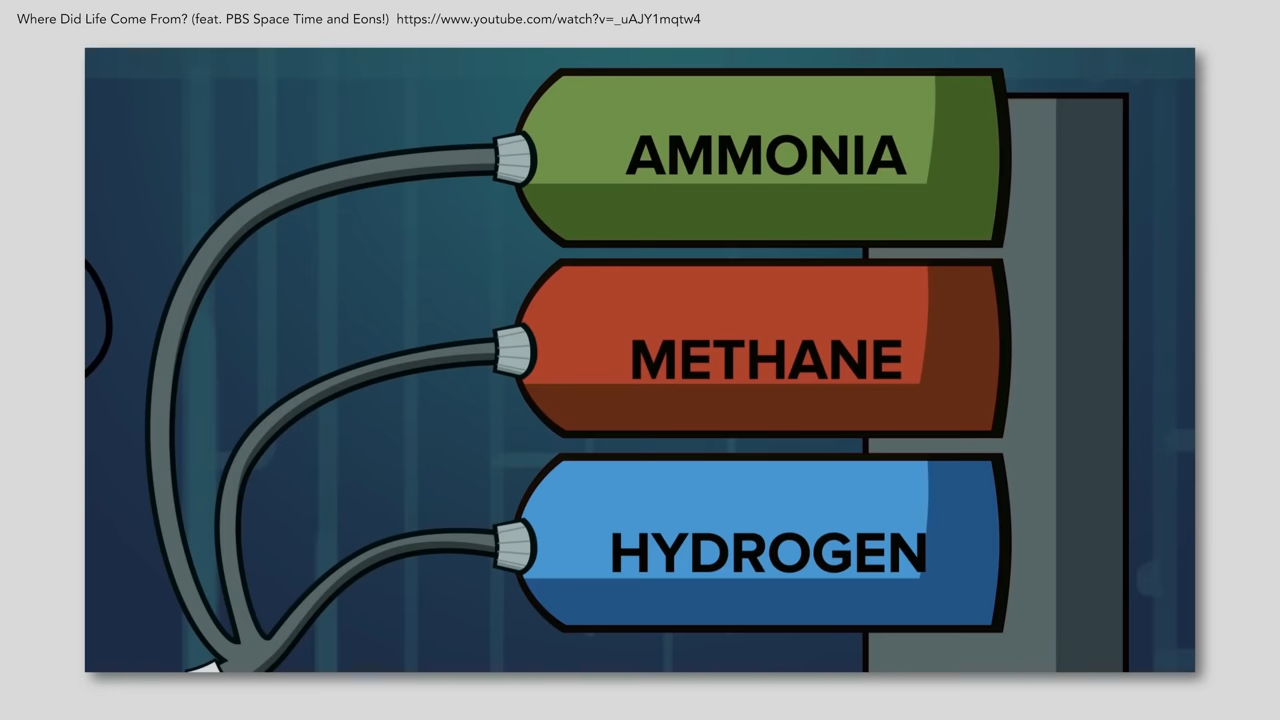 Where Did Life Come From? (feat. PBS Space Time and Eons!)  https://www.youtube.com/watch?v=_uAJY1mqtw4
AMMONIA
METHANE
HYDROGEN